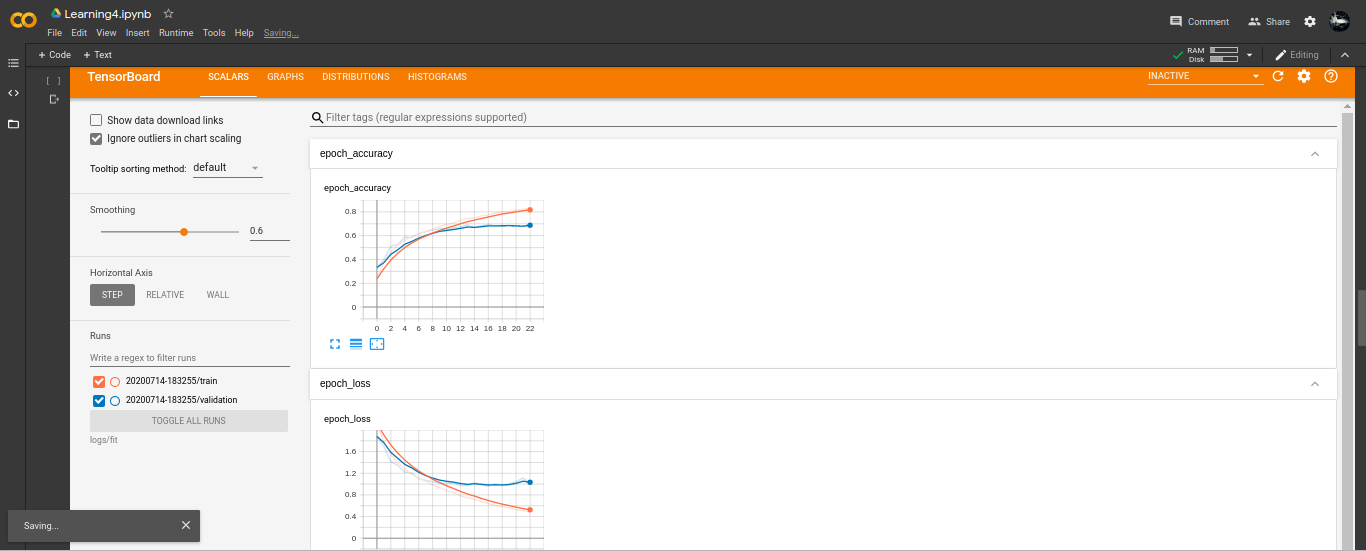 Learning4.ipynb
File Edit View Insert Runtime Tools Help Saving...
Comment Share
+ Code + Text
RAM
Disk
Editing
[ ]
TensorBoard SCALARS GRAPHS DISTRIBUTIONS HISTOGRAMS INACTIVE
Show data download links
Ignore outliers in chart scaling
Tooltip sorting method: default
Smoothing
0.6
Horizontal Axis
STEP RELATIVE WALL
Runs
Write a regex to filter runs
20200714-183255/train
20200714-183255/validation
TOGGLE ALL RUNS
logs/fit
Filter tags (regular expressions supported)
epoch_accuracy
epoch_accuracy
0.8
0.6
0.4
0.2
0
0 2 4 6 8 10 12 14 16 18 20 22
epoch_loss
epoch_loss
1.6
1.2
0.8
0.4
0
Saving...